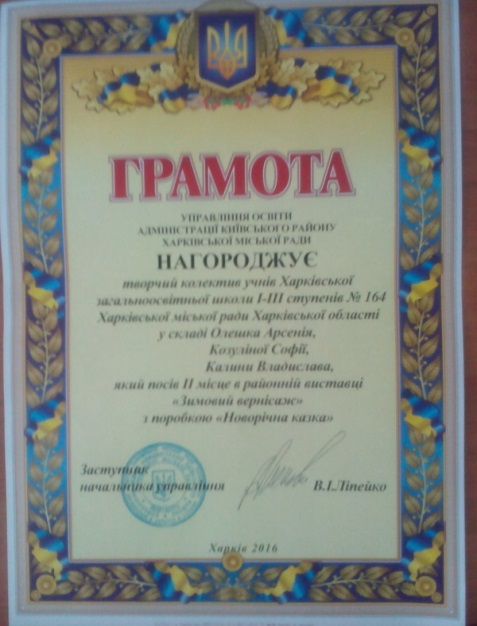 ГРАМОТА
УПРАВЛІННЯ ОСВІТИ
АДМІНІСТРАЦІЇ КИЇВСЬКОГО РАЙОНУ
ХАРКІВСЬКОЇ МІСЬКОЇ РАДИ
НАГОРОДЖУЄ
творчий колектив учнів Харківської
загальноосвітньої школи І-ІІІ ступенів № 164
Харківської міської ради Харківської області
у складі Олешка Арсенія,
Козуліної Софії,
Калини Владислава,
який посів ІІ місце в районній виставці
«Зимовий вернісаж»
з поробкою «Новорічна казка»
Заступник
начальника управління
В.І.Ліпейко
Харків 2016